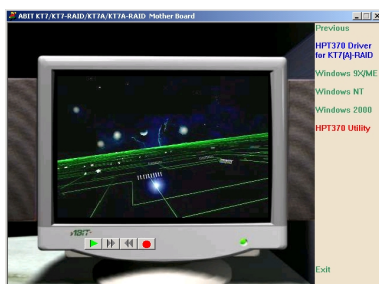 ABIT KT7/KT7-RAID/KT7A/KT7A-RAID Mother Board
Previous
HPT370 Driver
for KT7(A)-RAID
Windows 9X/ME
Windows NT
Windows 2000
HPT370 Utility
ABIT
Exit